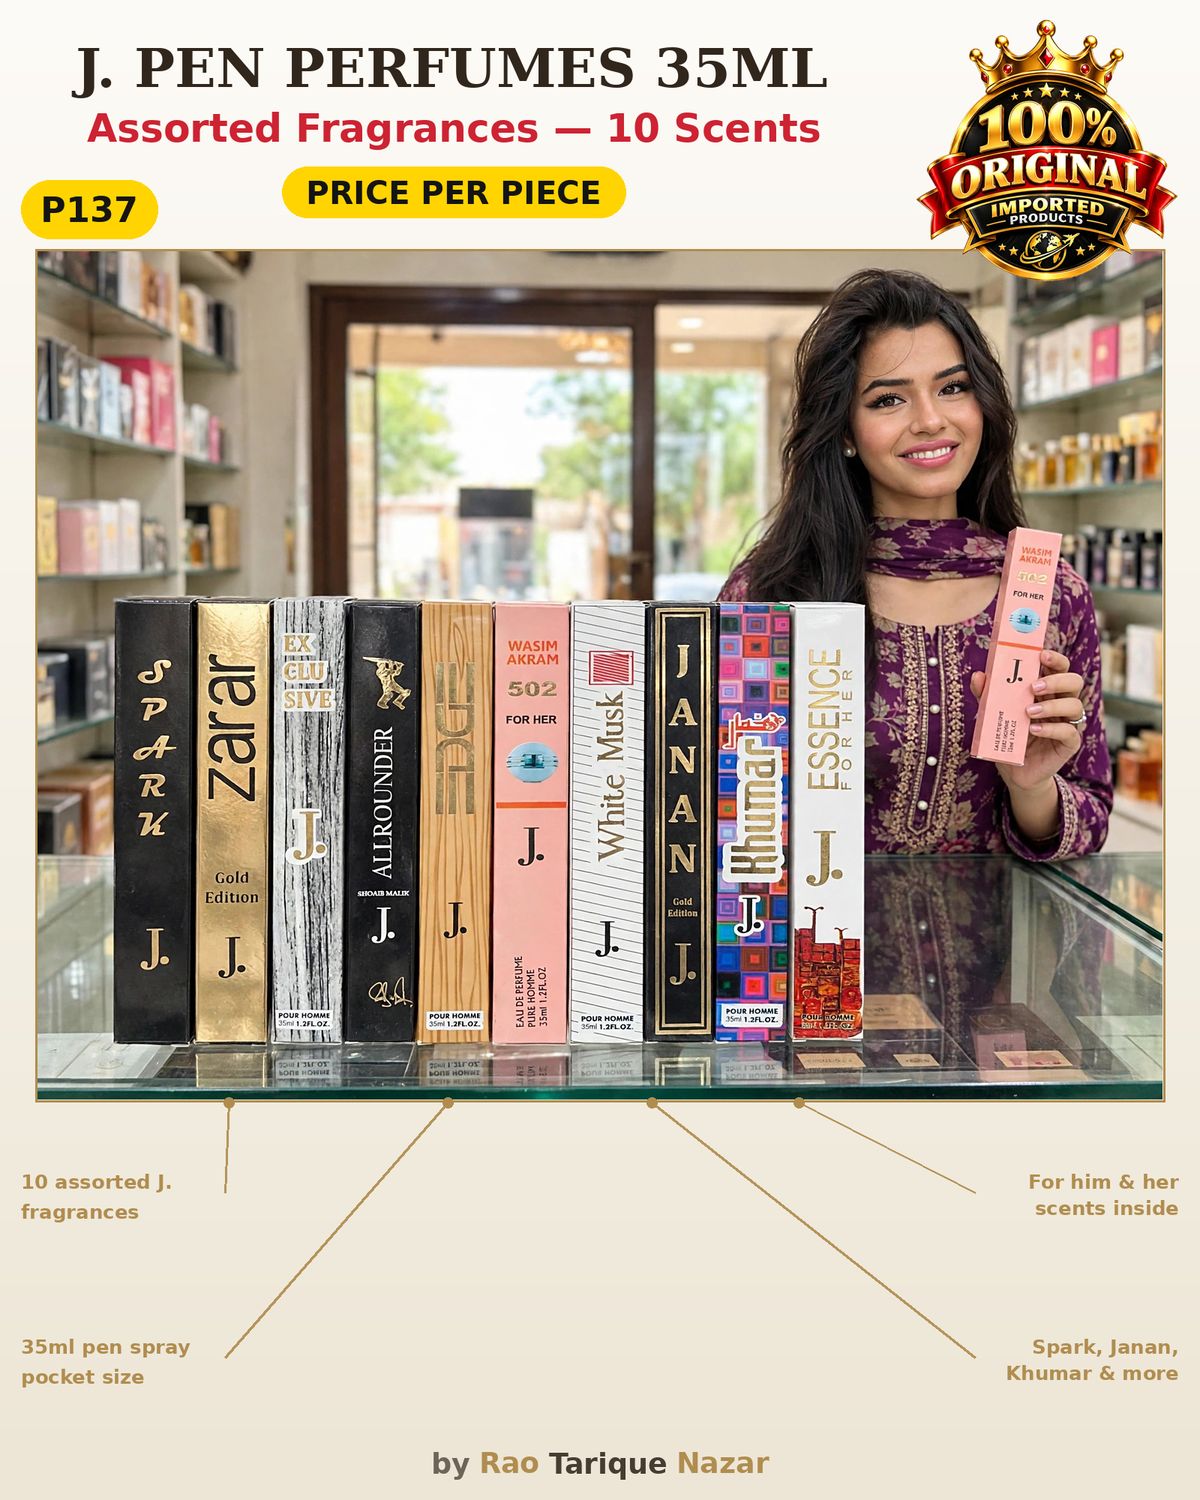 J. PEN PERFUMES 35ML
Assorted Fragrances — 10 Scents
PRICE PER PIECE
P137
100%
ORIGINAL
IMPORTED
PRODUCTS
SPARK
J.
zarar
Gold
Edition
J.
EX
CLU
SIVE
J.
POUR HOMME
35ml 1.2FL.OZ.
ALLROUNDER
SHOAIB MALIK
J.
EDGE
J.
POUR HOMME
35ml 1.2FL.OZ.
WASIM
AKRAM
502
FOR HER
J.
EAU DE PERFUME
PURE HOMME
35ml 1.2FL.OZ
White Musk
J.
POUR HOMME
35ml 1.2FL.OZ.
JANAN
Gold
Edition
J.
Khumar
J.
POUR HOMME
35ml 1.2FL.OZ.
ESSENCE
FOR HER
J.
POUR HOMME
WASIM
AKRAM
502
FOR HER
J.
10 assorted J.
fragrances
For him & her
scents inside
35ml pen spray
pocket size
Spark, Janan,
Khumar & more
by Rao Tarique Nazar